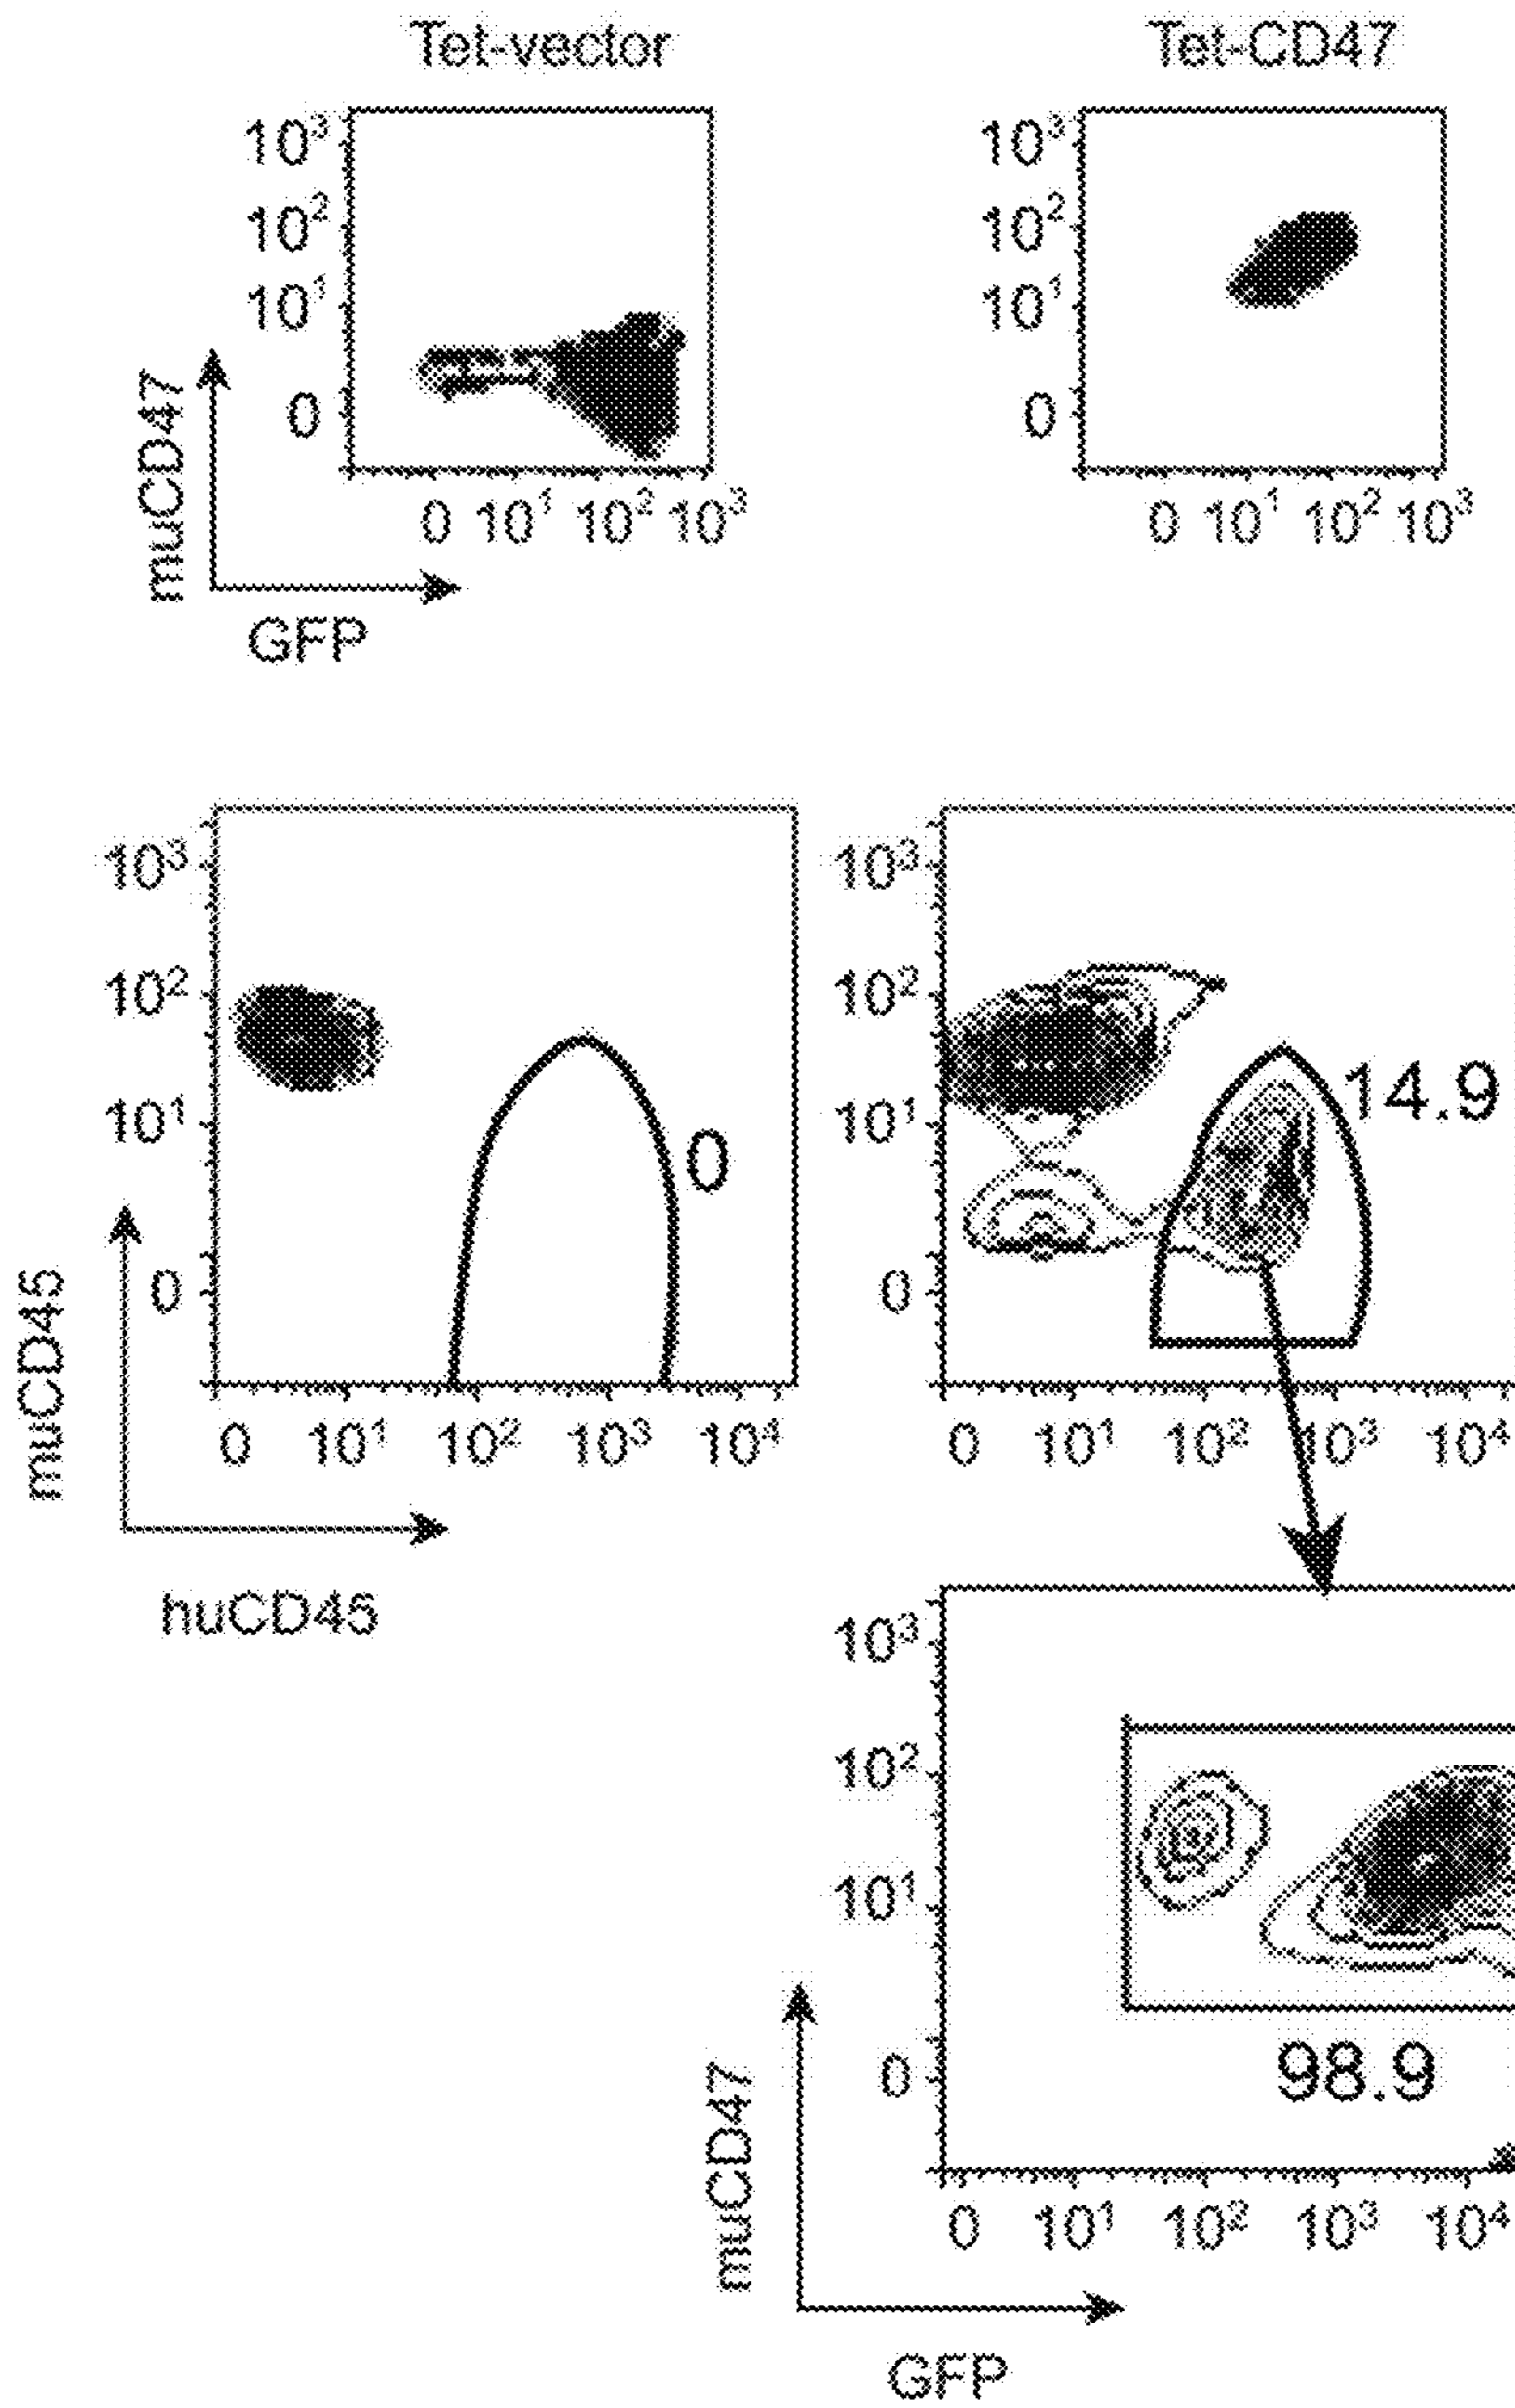 Tet-vector Tet-CD47
10³ 10³
10² 10²
10¹ 10¹
0 0
muCD47
0 10¹ 10² 10³ 0 10¹ 10² 10³
GFP
10³ 10³
10² 10²
10¹ 10¹
0 14.9
0 0
muCD45
0 10¹ 10² 10³ 10⁴ 0 10¹ 10² 10³ 10⁴
huCD45
10³
10²
10¹
0
98.9
muCD47
0 10¹ 10² 10³ 10⁴
GFP